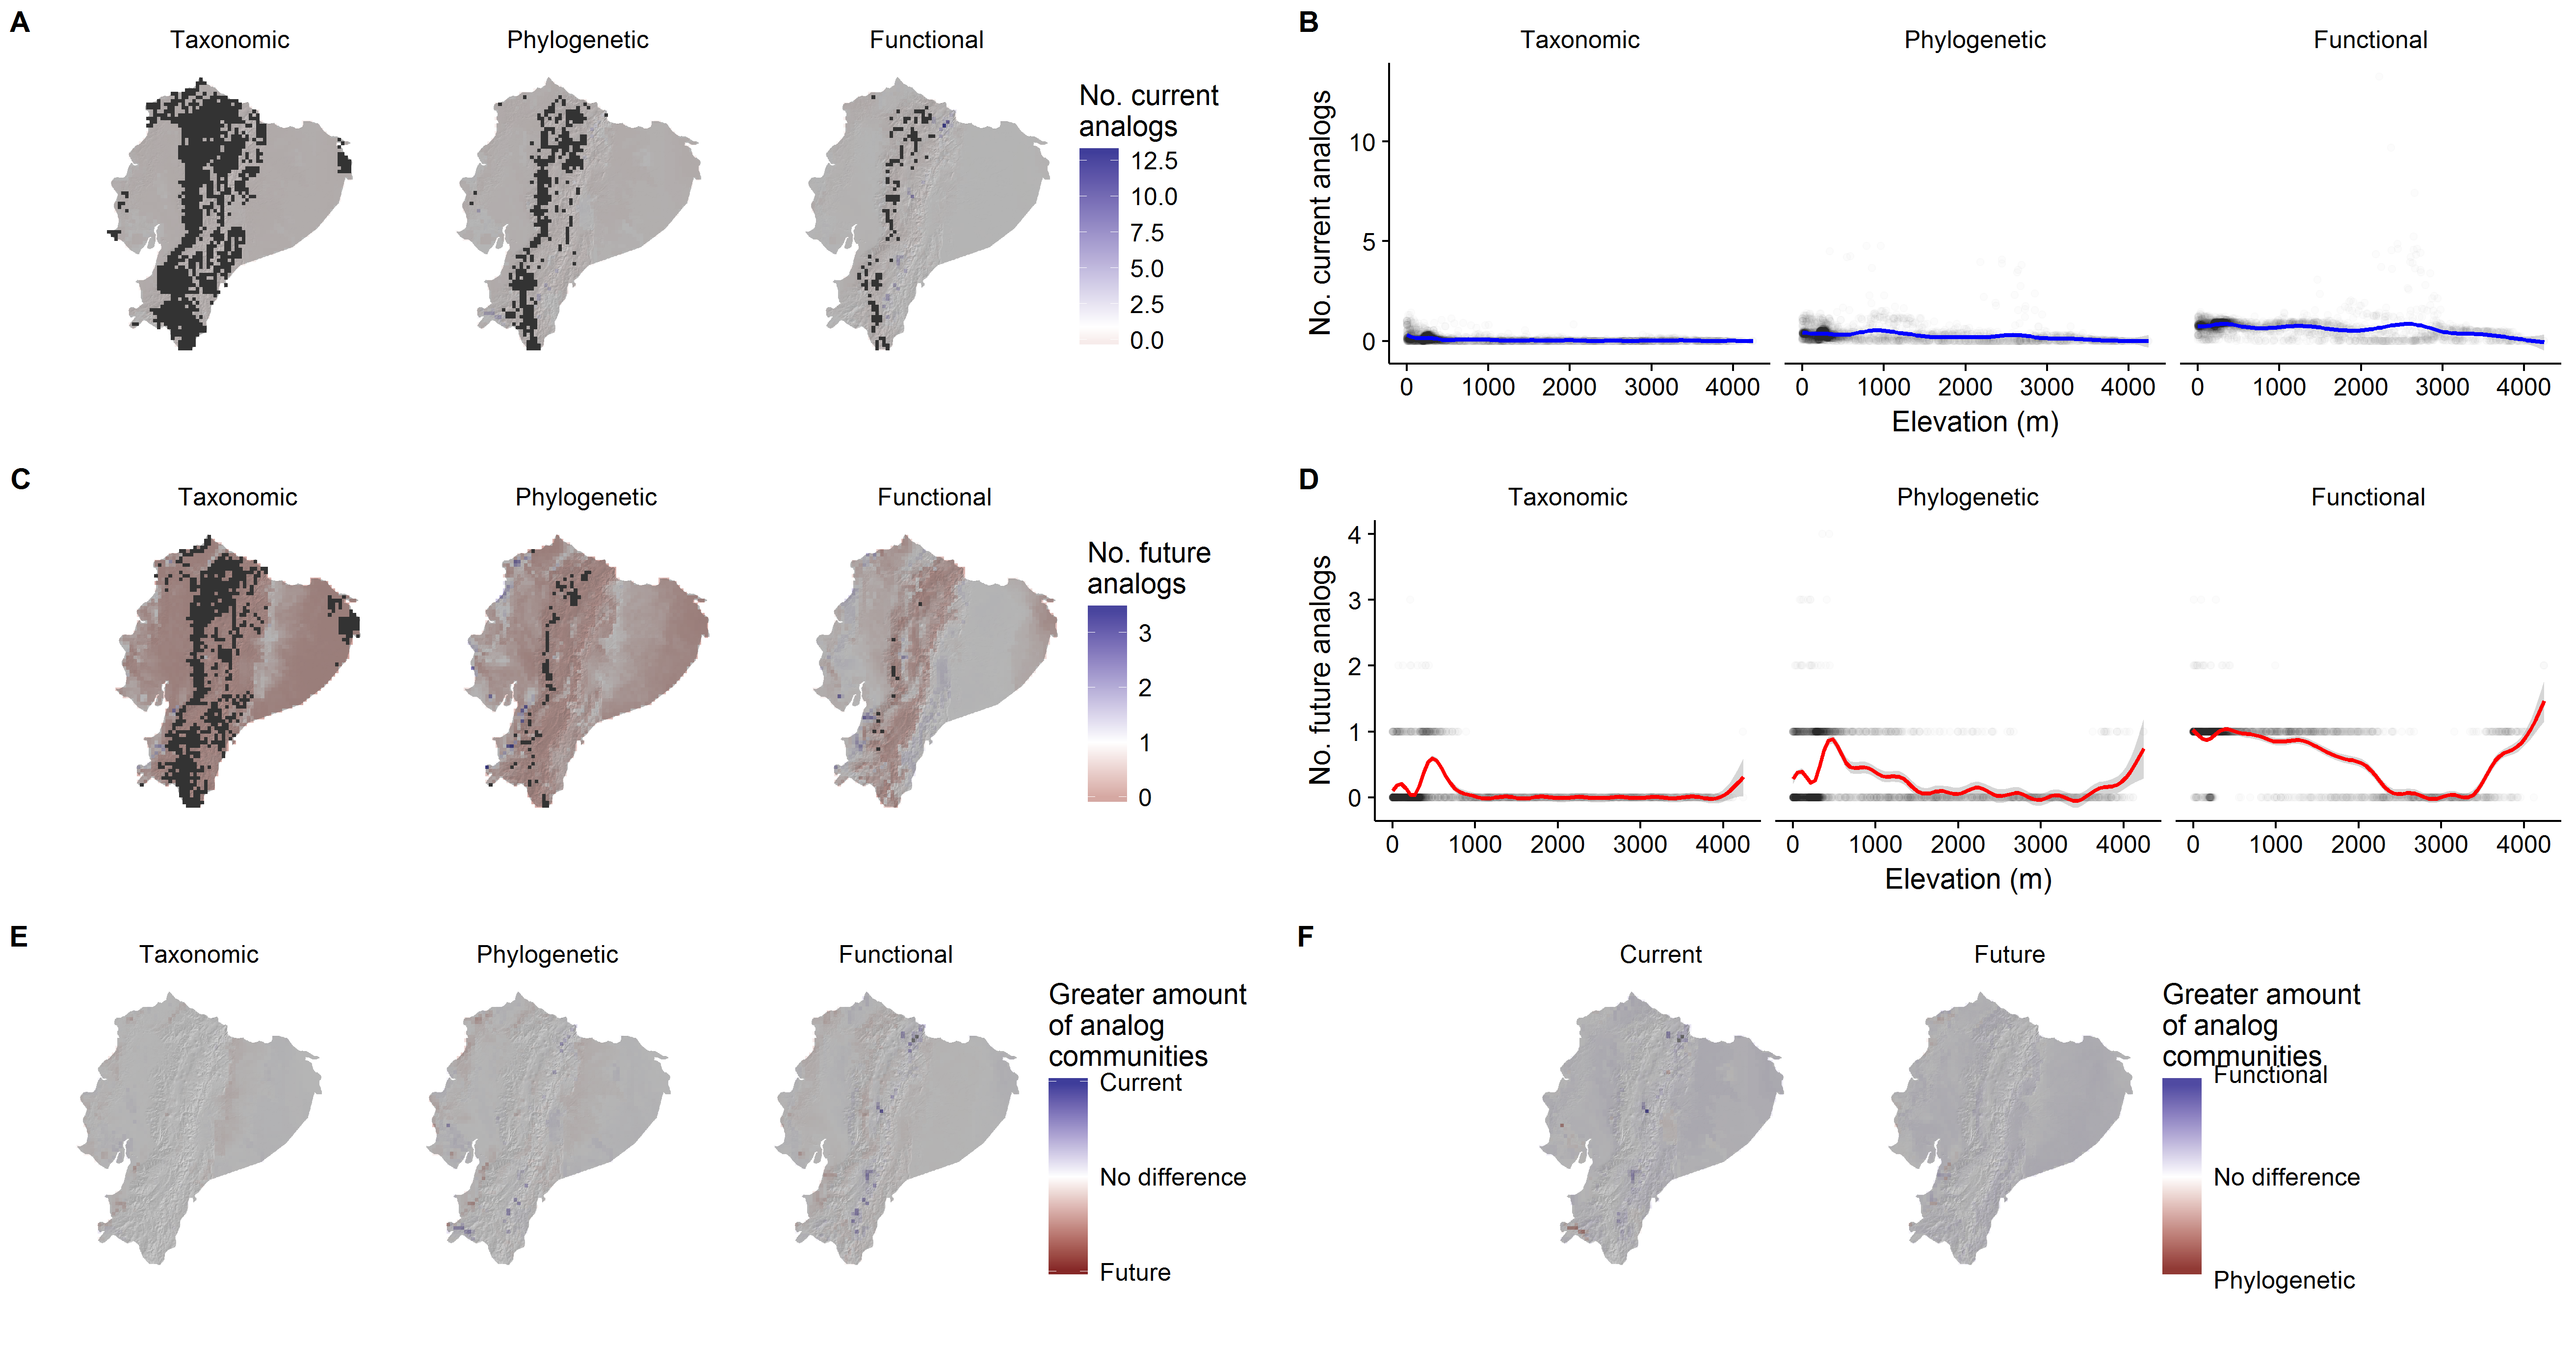 A
Taxonomic
Phylogenetic
Functional
No. current
analogs
12.5
10.0
7.5
5.0
2.5
0.0
B
Taxonomic
Phylogenetic
Functional
No. current analogs
10
5
0
0 1000 2000 3000 4000
0 1000 2000 3000 4000
0 1000 2000 3000 4000
Elevation (m)
C
Taxonomic
Phylogenetic
Functional
No. future
analogs
3
2
1
0
D
Taxonomic
Phylogenetic
Functional
No. future analogs
4
3
2
1
0
0 1000 2000 3000 4000
0 1000 2000 3000 4000
0 1000 2000 3000 4000
Elevation (m)
E
Taxonomic
Phylogenetic
Functional
Greater amount
of analog
communities
Current
No difference
Future
F
Current
Future
Greater amount
of analog
communities
Functional
No difference
Phylogenetic